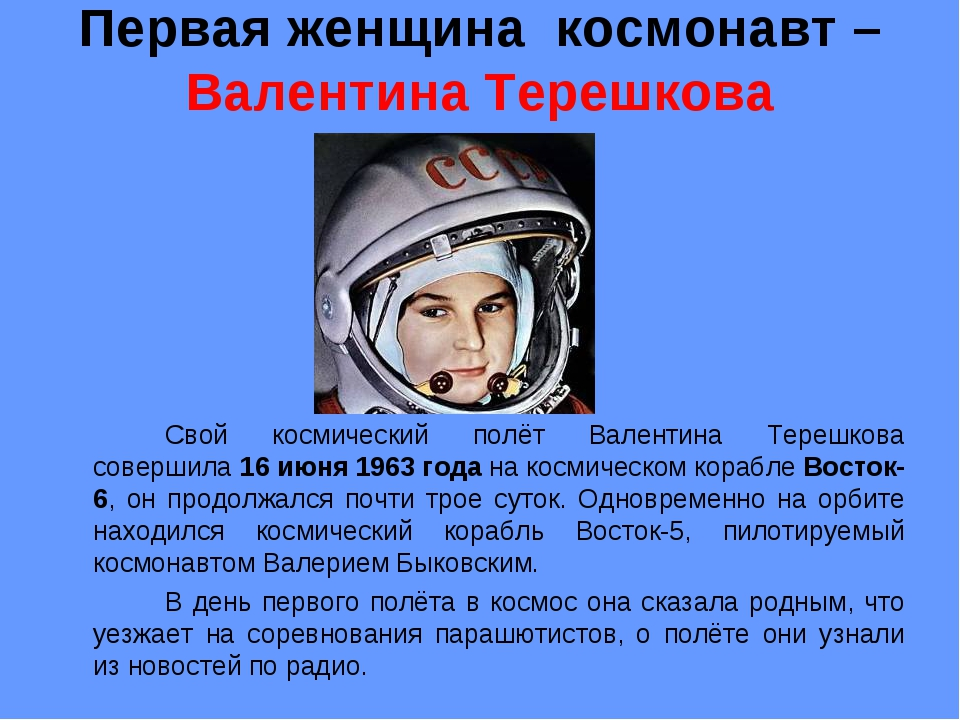 Первая женщина космонавт –
Валентина Терешкова
СССР
Свой космический полёт Валентина Терешкова
совершила 16 июня 1963 года на космическом корабле Восток-
6, он продолжался почти трое суток. Одновременно на орбите
находился космический корабль Восток-5, пилотируемый
космонавтом Валерием Быковским.
В день первого полёта в космос она сказала родным, что
уезжает на соревнования парашютистов, о полёте они узнали
из новостей по радио.